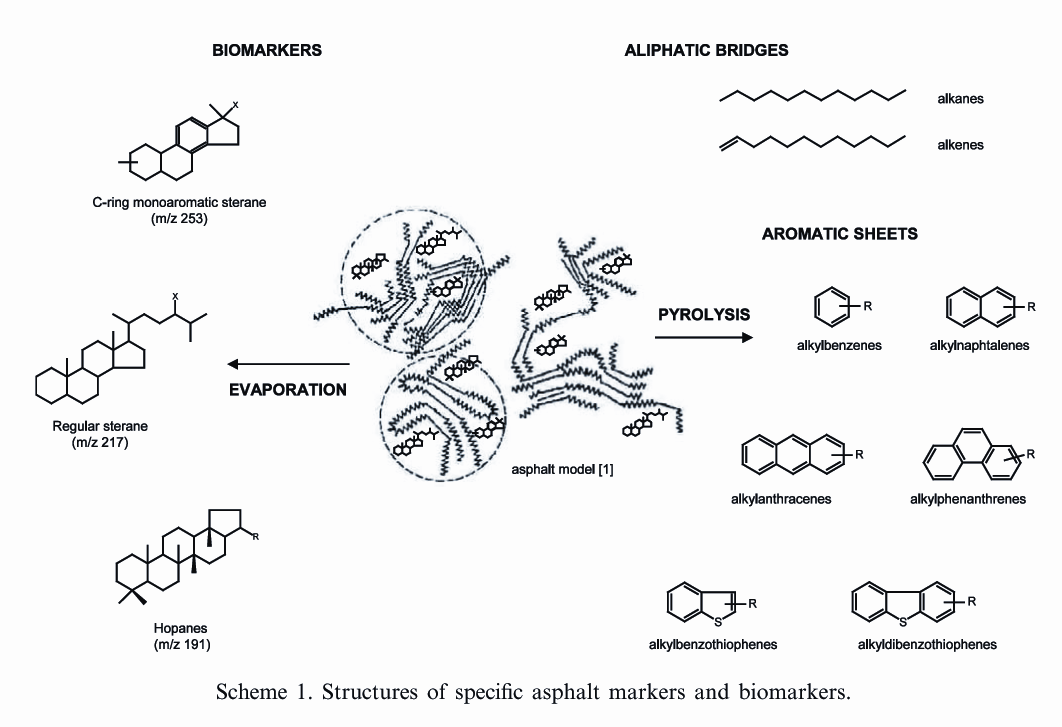 BIOMARKERS
x
C-ring monoaromatic sterane
(m/z 253)
x
Regular sterane
(m/z 217)
R
Hopanes
(m/z 191)
EVAPORATION
asphalt model [1]
PYROLYSIS
ALIPHATIC BRIDGES
alkanes
alkenes
AROMATIC SHEETS
R
alkylbenzenes
R
alkylnaphtalenes
R
alkylanthracenes
R
alkylphenanthrenes
S
R
alkylbenzothiophenes
S
R
alkyldibenzothiophenes
Scheme 1. Structures of specific asphalt markers and biomarkers.